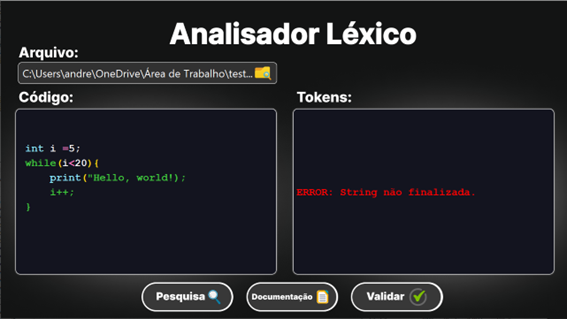 Analisador Léxico
Arquivo:
C:\Users\andre\OneDrive\Área de Trabalho\test...
Código:
int i =5;
while(i<20){
    print("Hello, world!);
    i++;
}
Tokens:
ERROR: String não finalizada.
Pesquisa
Documentação
Validar